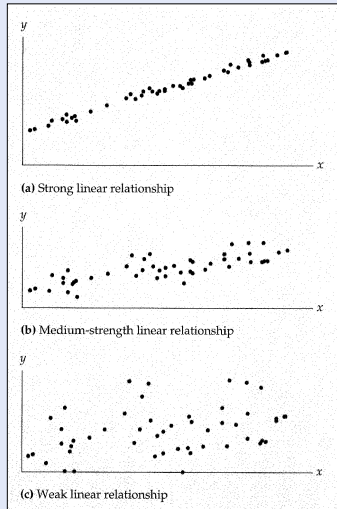 y
x
(a) Strong linear relationship
y
x
(b) Medium-strength linear relationship
y
x
(c) Weak linear relationship